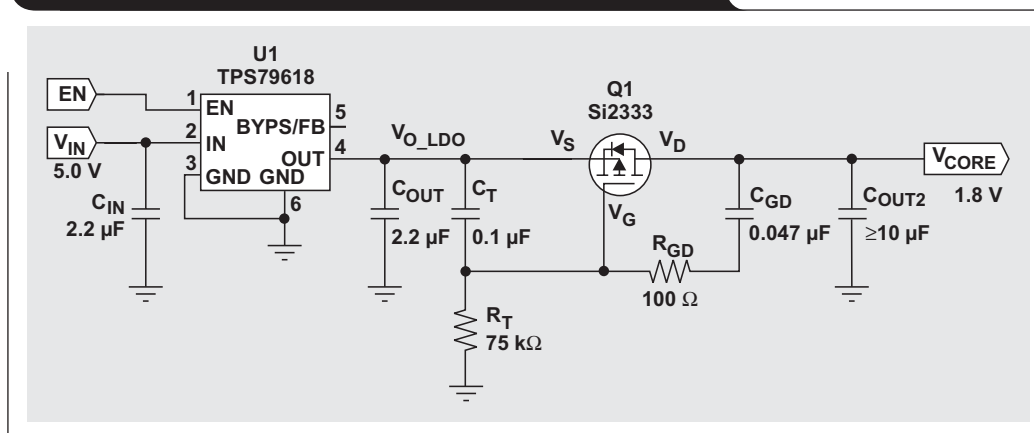 U1
TPS79618
EN
V_IN
5.0 V
C_IN
2.2 µF
1
2
3
EN
IN
GND GND
BYPS/FB
OUT
5
4
6
V_O_LDO
C_OUT
2.2 µF
C_T
0.1 µF
R_T
75 kΩ
Q1
Si2333
V_S
V_D
V_G
R_GD
100 Ω
C_GD
0.047 µF
C_OUT2
≥10 µF
V_CORE
1.8 V